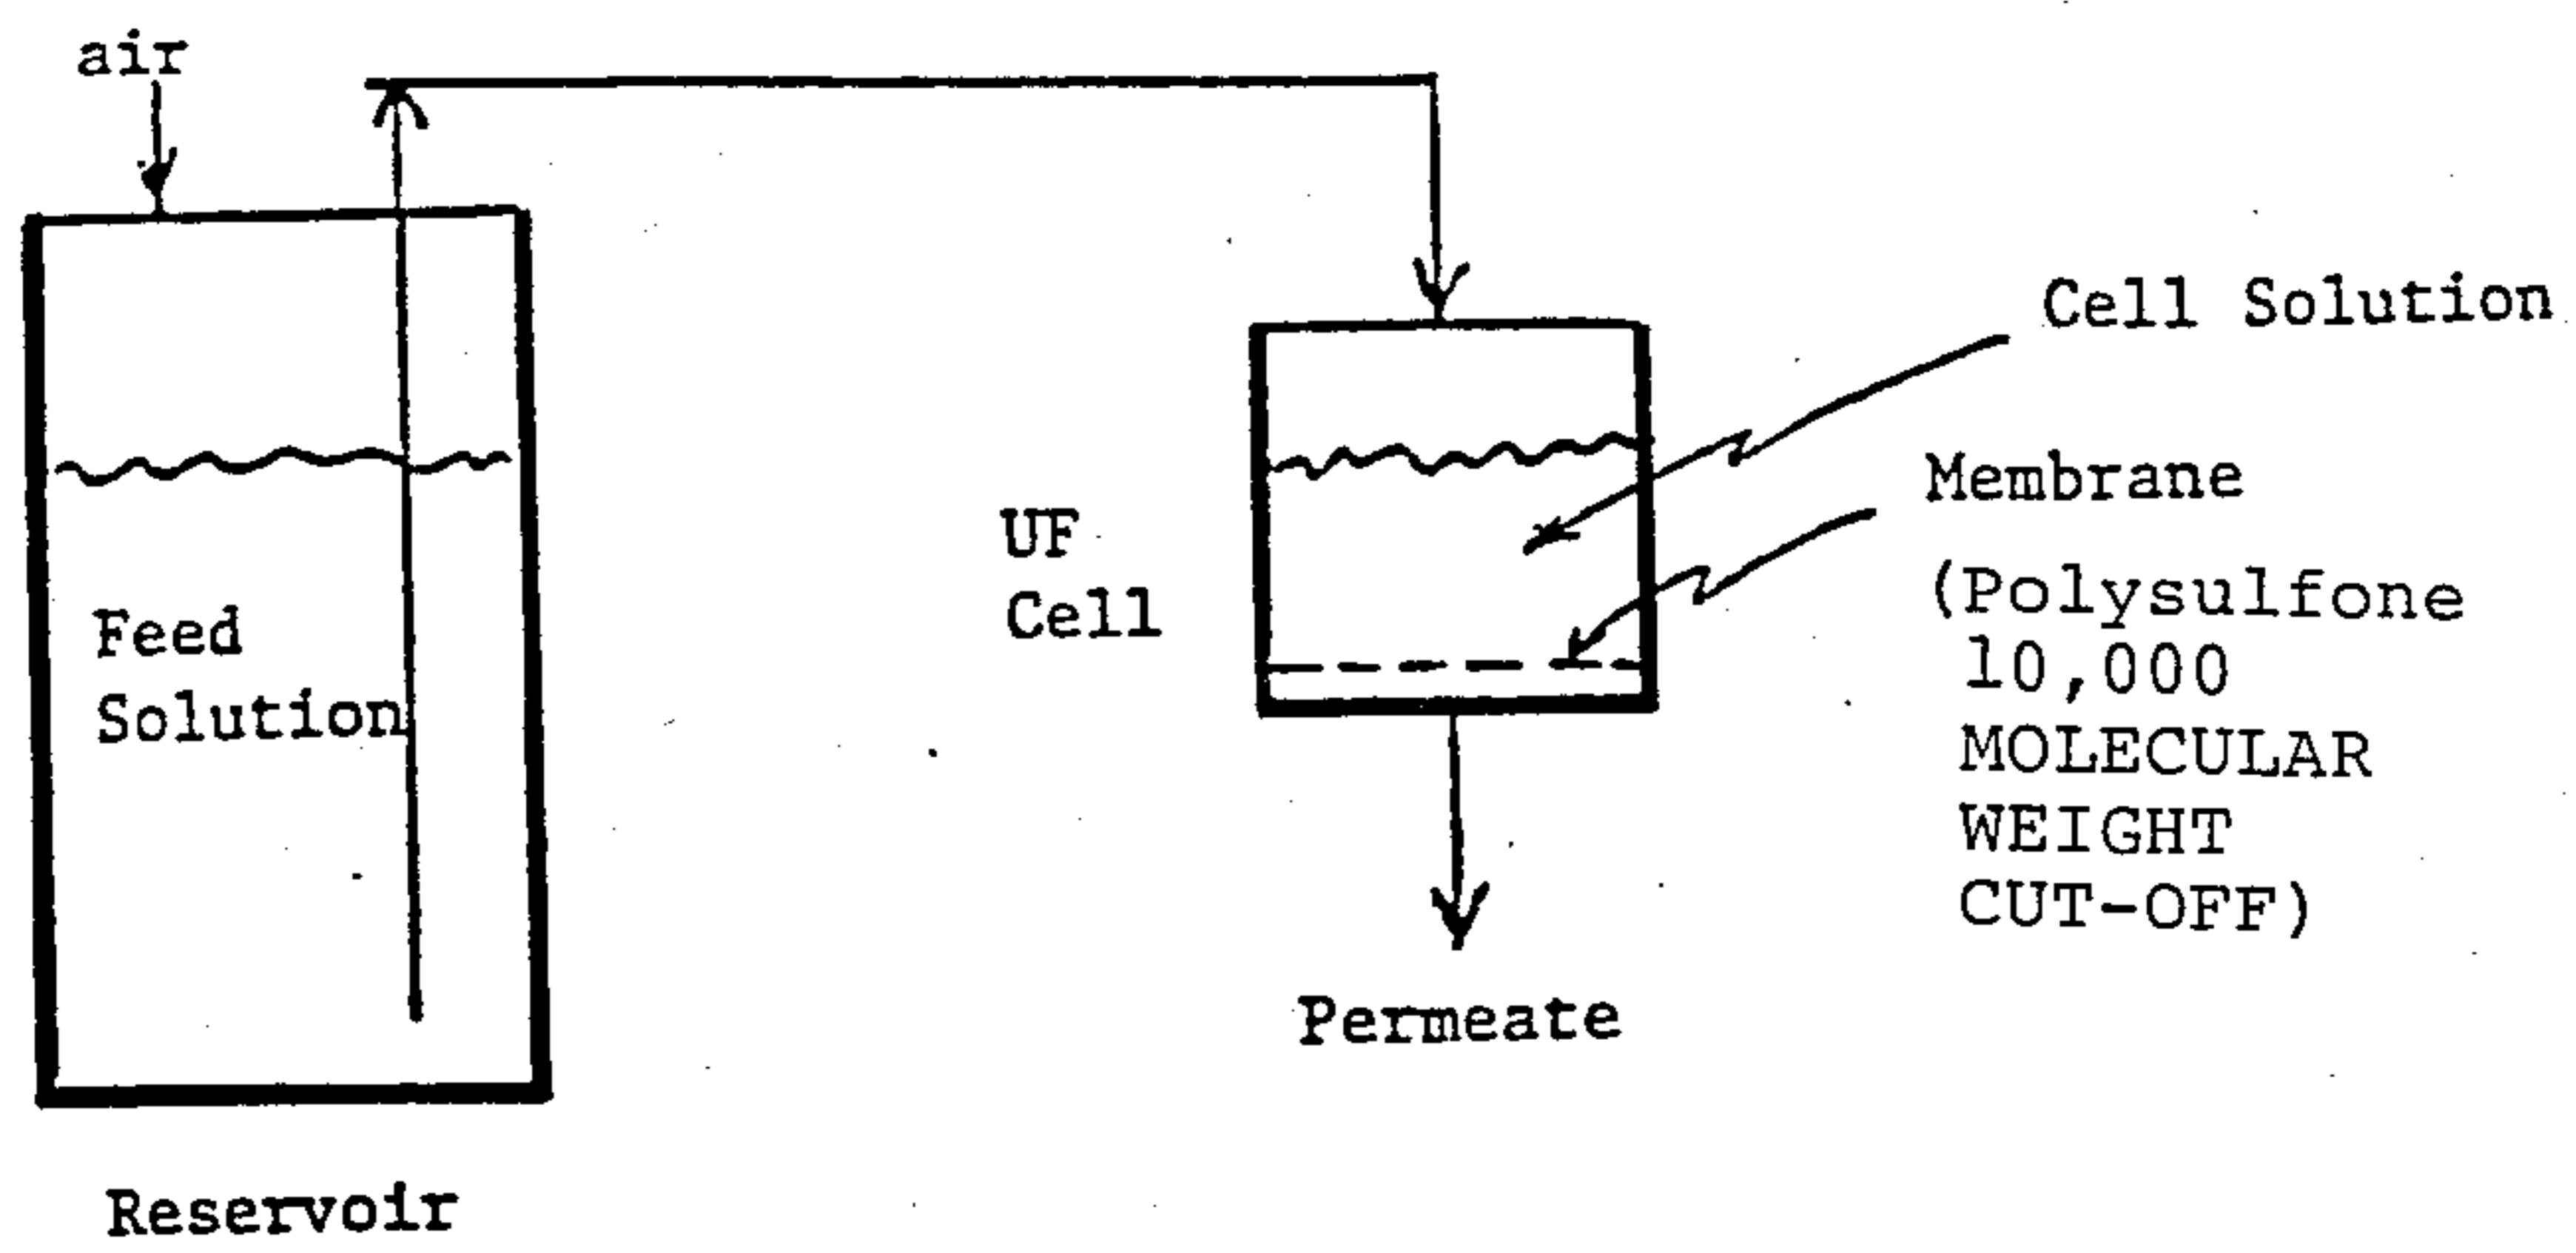 air
Feed
Solution
Reservoir
UF
Cell
Cell Solution
Membrane
(Polysulfone
10,000
MOLECULAR
WEIGHT
CUT-OFF)
Permeate